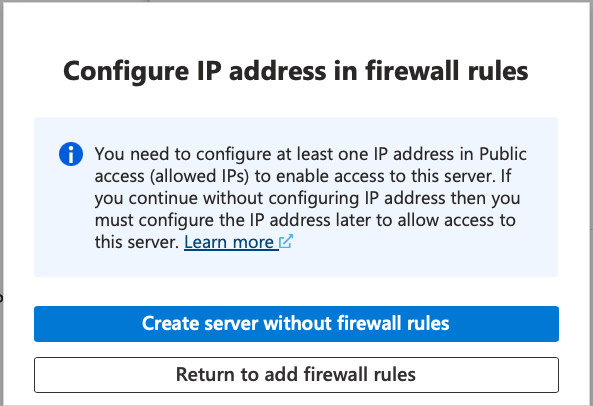 Configure IP address in firewall rules
You need to configure at least one IP address in Public
access (allowed IPs) to enable access to this server. If
you continue without configuring IP address then you
must configure the IP address later to allow access to
this server. Learn more
Create server without firewall rules
Return to add firewall rules